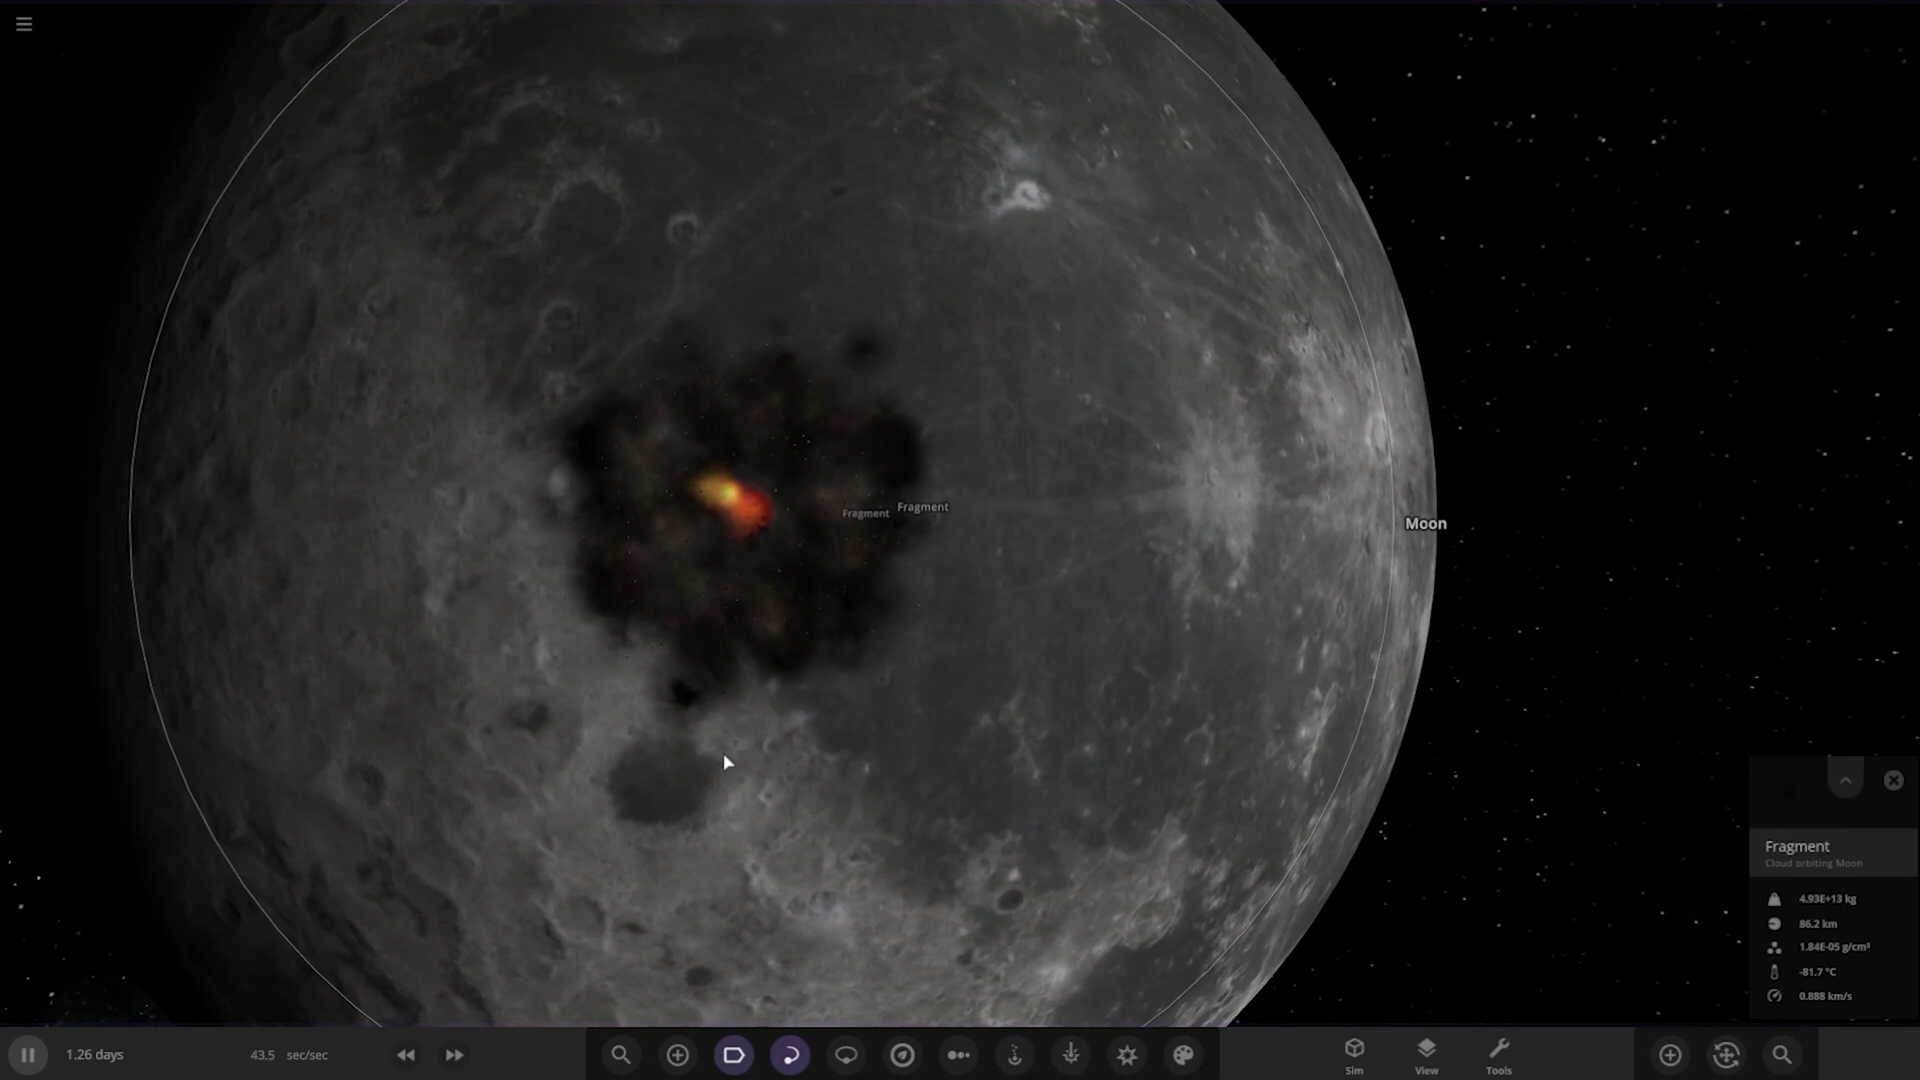 Fragment
Fragment
Moon
Fragment
Cloud orbiting Moon
4.93E+13 kg
86.2 km
1.84E-05 g/cm³
-81.7 °C
0.888 km/s
1.26 days
43.5 sec/sec
Sim
View
Tools